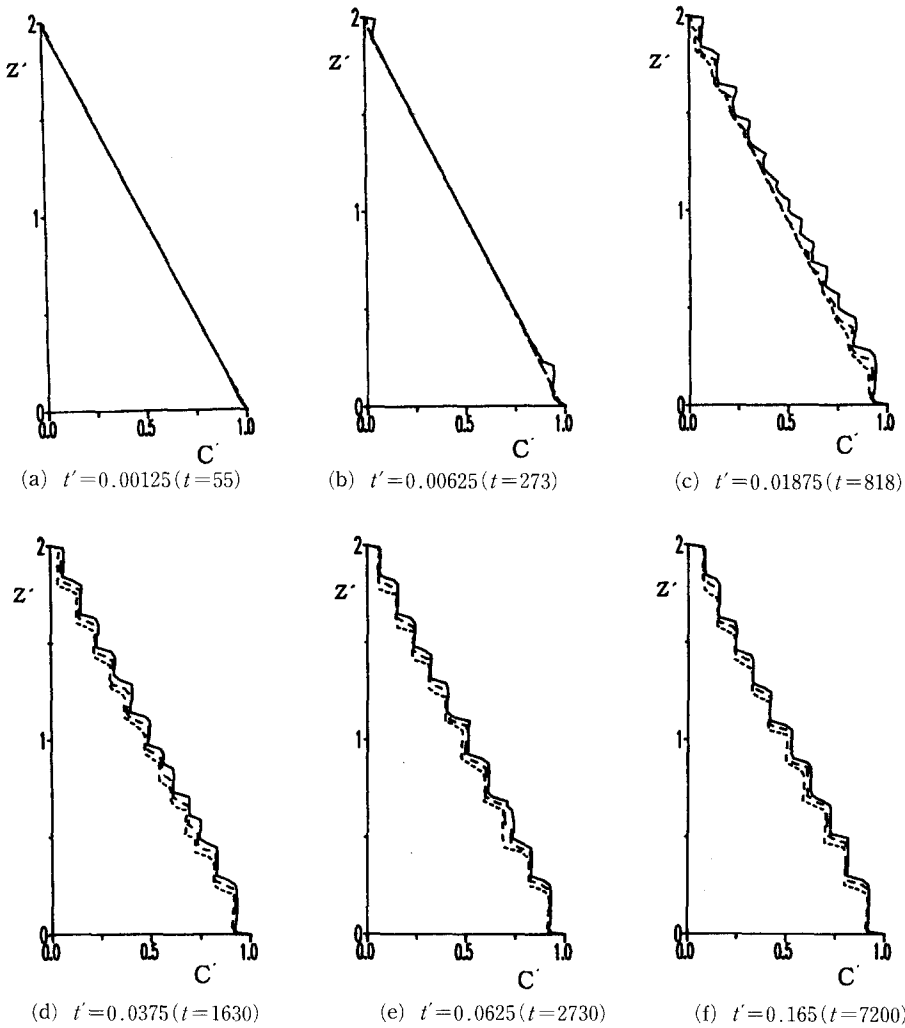 2
Z′
1
0
0.0 0.5 1.0
C′
(a) t′=0.00125(t=55)
2
Z′
1
0
0.0 0.5 1.0
C′
(b) t′=0.00625(t=273)
2
Z′
1
0
0.0 0.5 1.0
C′
(c) t′=0.01875(t=818)
2
Z′
1
0
0.0 0.5 1.0
C′
(d) t′=0.0375(t=1630)
2
Z′
1
0
0.0 0.5 1.0
C′
(e) t′=0.0625(t=2730)
2
Z′
1
0
0.0 0.5 1.0
C′
(f) t′=0.165(t=7200)